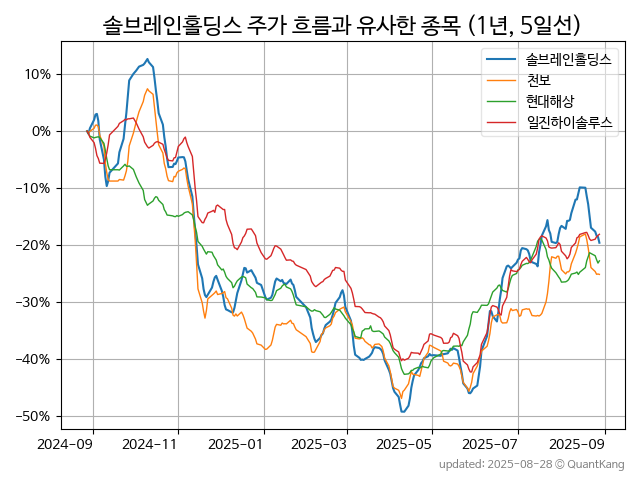 솔브레인홀딩스 주가 흐름과 유사한 종목 (1년, 5일선)
솔브레인홀딩스
천보
현대해상
일진하이솔루스
10%
0%
−10%
−20%
−30%
−40%
−50%
2024-09 2024-11 2025-01 2025-03 2025-05 2025-07 2025-09
updated: 2025-08-28 © QuantKang